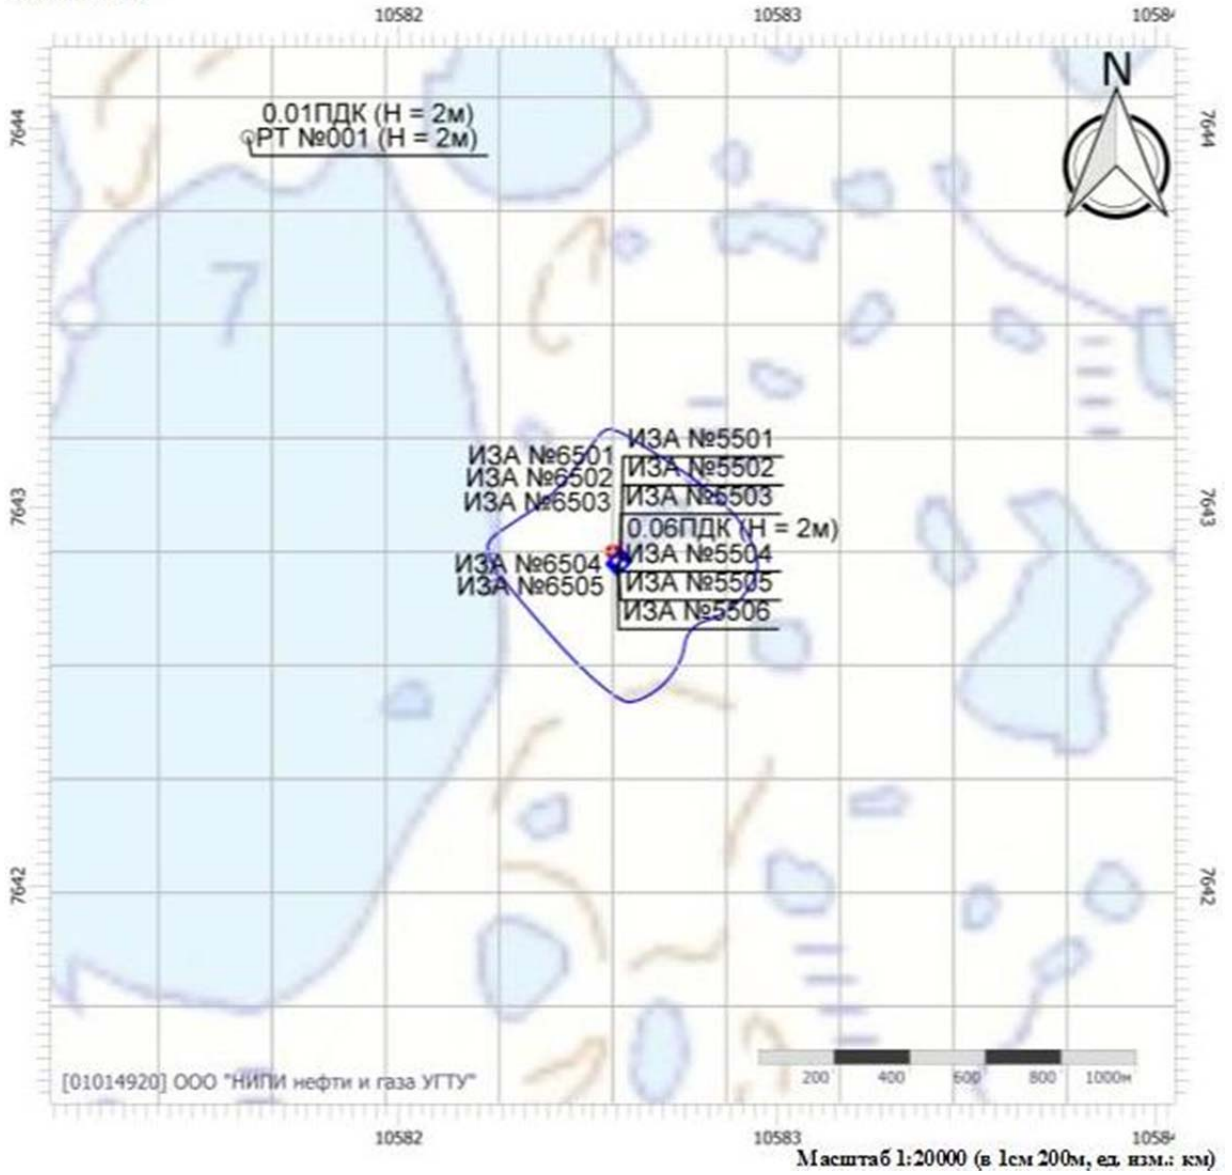 10582 10583 1058
0.01ПДК (Н = 2м)
РТ №001 (Н = 2м)
N
7644
7644
7
ИЗА №5501
ИЗА №6501
ИЗА №5502
ИЗА №6502
ИЗА №5503
ИЗА №6503
7643
7643
0.06ПДК (Н = 2м)
ИЗА №5504
ИЗА №6504
ИЗА №5505
ИЗА №6505
ИЗА №5506
7642
7642
200 400 600 800 1000м
[01014920] ООО "НИПИ нефти и газа УГТУ"
10582 10583 1058
Масштаб 1:20000 (в 1см 200м, ед. изм.: км)